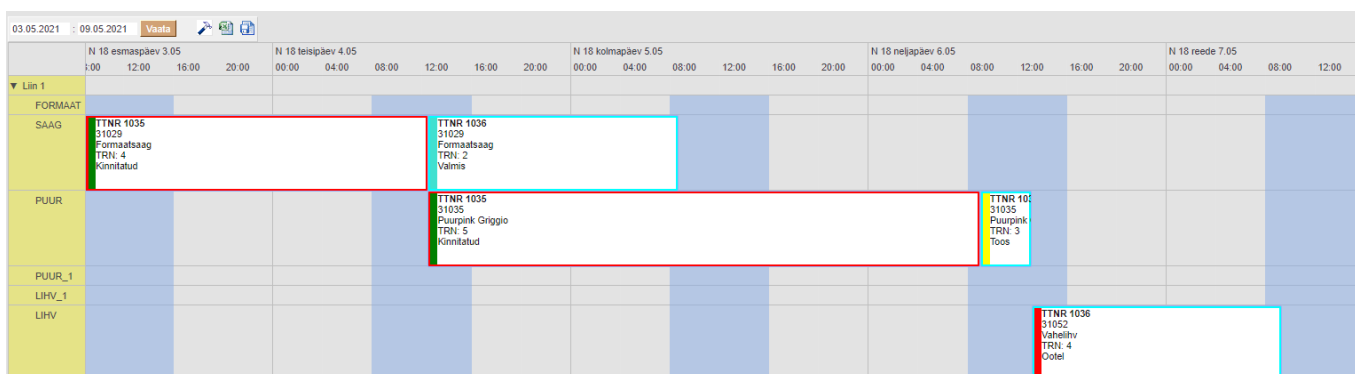 03.05.2021 : 09.05.2021 Vaata
N 18 esmaspäev 3.05 N 18 teisipäev 4.05 N 18 kolmapäev 5.05 N 18 neljapäev 6.05 N 18 reede 7.05
:00 12:00 16:00 20:00 00:00 04:00 08:00 12:00 16:00 20:00 00:00 04:00 08:00 12:00 16:00 20:00 00:00 04:00 08:00 12:00 16:00 20:00 00:00 04:00 08:00 12:00
▼ Liin 1
FORMAAT
SAAG
TTNR 1035
31029
Formaatsaag
TRN: 4
Kinnitatud
TTNR 1036
31029
Formaatsaag
TRN: 2
Valmis
PUUR
TTNR 1035
31035
Puurpink Griggio
TRN: 5
Kinnitatud
TTNR 103
31035
Puurpink
TRN: 3
Toos
PUUR_1
LIHV_1
LIHV
TTNR 1036
31052
Vahelihv
TRN: 4
Ootel